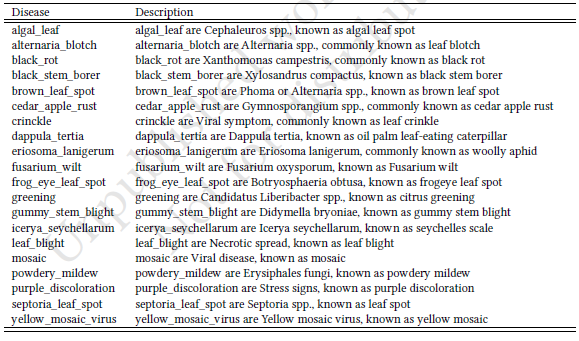 Disease Description
algal_leaf algal_leaf are Cephaleuros spp., known as algal leaf spot
alternaria_blotch alternaria_blotch are Alternaria spp., commonly known as leaf blotch
black_rot black_rot are Xanthomonas campestris, commonly known as black rot
black_stem_borer black_stem_borer are Xylosandrus compactus, known as black stem borer
brown_leaf_spot brown_leaf_spot are Phoma or Alternaria spp., known as brown leaf spot
cedar_apple_rust cedar_apple_rust are Gymnosporangium spp., commonly known as cedar apple rust
crinckle crinckle are Viral symptom, commonly known as leaf crinkle
dappula_tertia dappula_tertia are Dappula tertia, known as oil palm leaf-eating caterpillar
eriosoma_lanigerum eriosoma_lanigerum are Eriosoma lanigerum, commonly known as woolly aphid
fusarium_wilt fusarium_wilt are Fusarium oxysporum, known as Fusarium wilt
frog_eye_leaf_spot frog_eye_leaf_spot are Botryosphaeria obtusa, known as frogeye leaf spot
greening greening are Candidatus Liberibacter spp., known as citrus greening
gummy_stem_blight gummy_stem_blight are Didymella bryoniae, known as gummy stem blight
icerya_seychellarum icerya_seychellarum are Icerya seychellarum, known as seychelles scale
leaf_blight leaf_blight are Necrotic spread, known as leaf blight
mosaic mosaic are Viral disease, known as mosaic
powdery_mildew powdery_mildew are Erysiphales fungi, known as powdery mildew
purple_discoloration purple_discoloration are Stress signs, known as purple discoloration
septoria_leaf_spot septoria_leaf_spot are Septoria spp., known as leaf spot
yellow_mosaic_virus yellow_mosaic_virus are Yellow mosaic virus, known as yellow mosaic